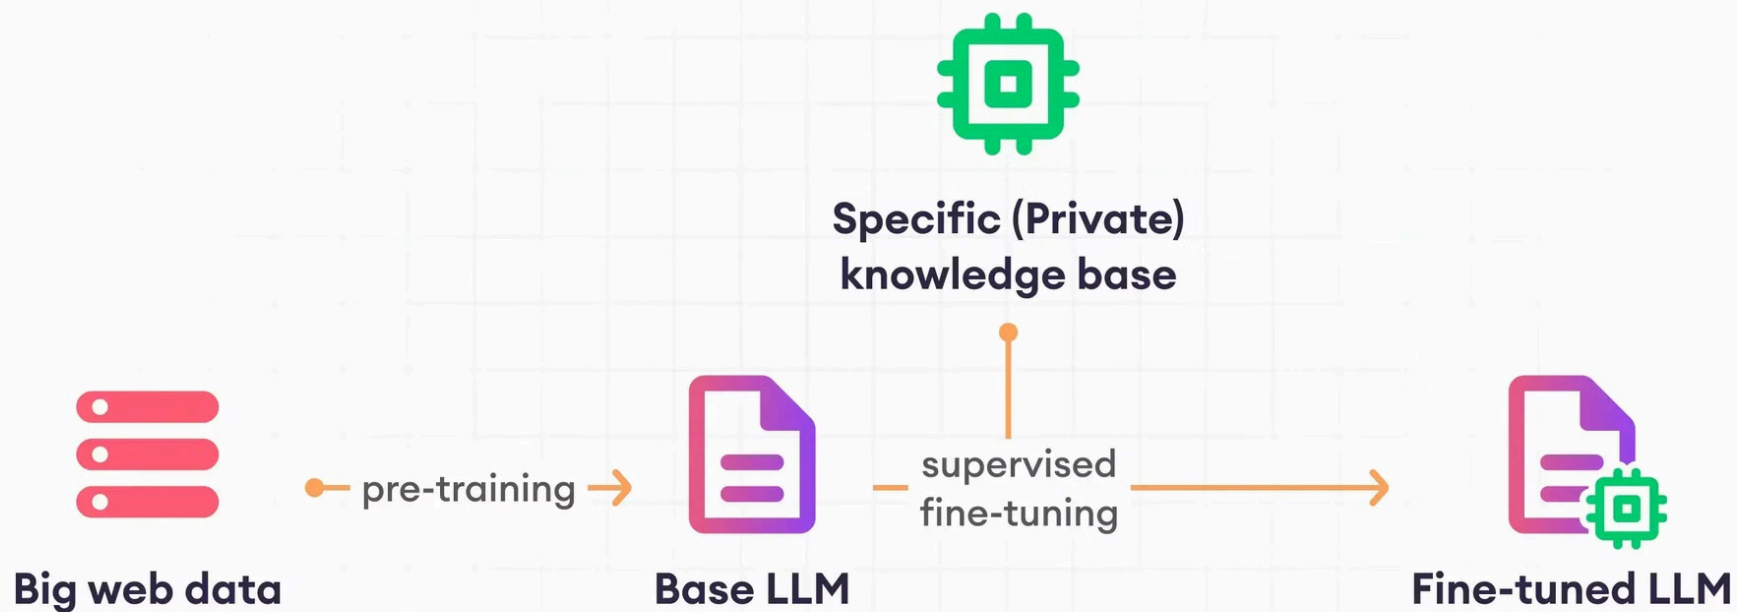 Specific (Private)
knowledge base
pre-training
supervised
fine-tuning
Big web data
Base LLM
Fine-tuned LLM